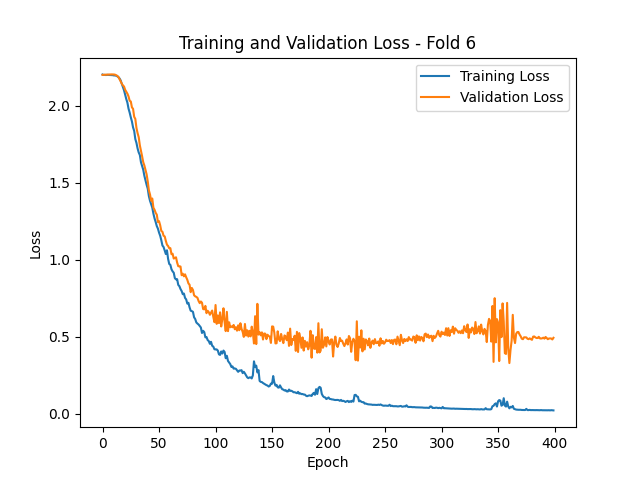 Training and Validation Loss - Fold 6
Training Loss
Validation Loss
Loss
2.0
1.5
1.0
0.5
0.0
0 50 100 150 200 250 300 350 400
Epoch